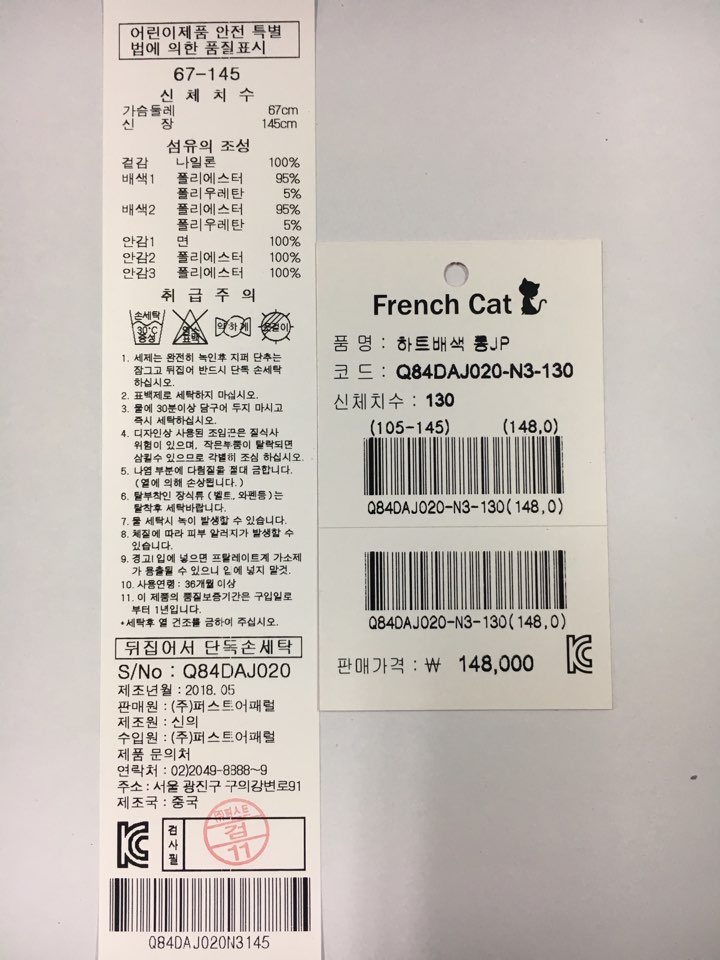 어린이제품 안전 특별
법에 의한 품질표시
67-145
신 체 치 수
가슴둘레 67cm
신 장 145cm
섬유의 조성
겉감 나일론 100%
배색1 폴리에스터 95%
폴리우레탄 5%
배색2 폴리에스터 95%
폴리우레탄 5%
안감1 면 100%
안감2 폴리에스터 100%
안감3 폴리에스터 100%
취 급 주 의
손세탁
30°C
중성
염소
표백
약하게
옷걸이
1. 세제는 완전히 녹인후 지퍼 단추는
잠그고 뒤집어 반드시 단독 손세탁
하십시오.
2. 표백제로 세탁하지 마십시오.
3. 물에 30분이상 담구어 두지 마시고
즉시 세탁하십시오.
4. 디자인상 사용된 조임끈은 질식사
위험이 있으며, 작은부품이 탈락되면
삼킬수 있으므로 각별히 조심 하십시오.
5. 나염 부분에 다림질을 절대 금합니다.
(열에 의해 손상됩니다.)
6. 탈부착인 장식류(벨트, 와펜등)는
탈착후 세탁바랍니다.
7. 물 세탁시 녹이 발생할 수 있습니다.
8. 체질에 따라 피부 알러지가 발생할 수
있습니다.
9. 경고! 입에 넣으면 프탈레이트계 가소제
가 용출될 수 있으니 입에 넣지 말것.
10. 사용연령: 36개월 이상
11. 이 제품의 품질보증기간은 구입일로
부터 1년입니다.
*세탁후 열 건조를 금하여 주십시오.
뒤집어서 단독손세탁
S/No : Q84DAJ020
제조년월 : 2018. 05
판매원 : (주)퍼스트어패럴
제조원 : 신의
수입원 : (주)퍼스트어패럴
제품 문의처
연락처 : 02)2049-8888~9
주소 : 서울 광진구 구의강변로91
제조국 : 중국
검사필
검
11
Q84DAJ020N3145
French Cat
품 명 : 하트배색 롱JP
코 드 : Q84DAJ020-N3-130
신체치수 : 130
(105-145) (148,0)
Q84DAJ020-N3-130(148,0)
Q84DAJ020-N3-130(148,0)
판매가격 : ₩ 148,000